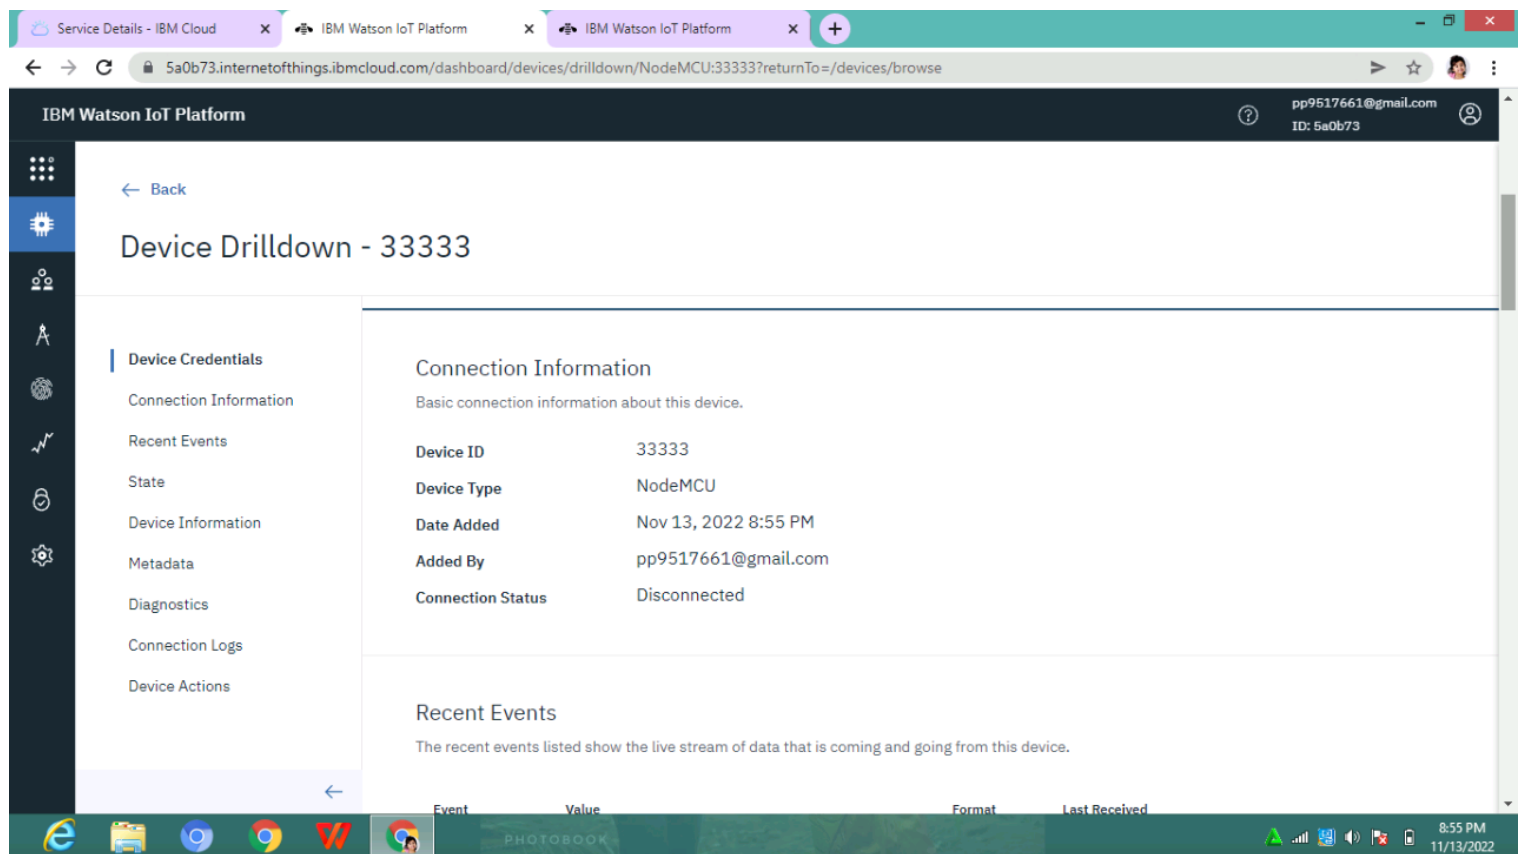 Service Details - IBM Cloud
IBM Watson IoT Platform
IBM Watson IoT Platform
5a0b73.internetofthings.ibmcloud.com/dashboard/devices/drilldown/NodeMCU:33333?returnTo=/devices/browse
IBM Watson IoT Platform
pp9517661@gmail.com
ID: 5a0b73
Back
Device Drilldown - 33333
Device Credentials
Connection Information
Recent Events
State
Device Information
Metadata
Diagnostics
Connection Logs
Device Actions
Connection Information
Basic connection information about this device.
Device ID 33333
Device Type NodeMCU
Date Added Nov 13, 2022 8:55 PM
Added By pp9517661@gmail.com
Connection Status Disconnected
Recent Events
The recent events listed show the live stream of data that is coming and going from this device.
Event Value Format Last Received
PHOTOBOOK
8:55 PM
11/13/2022